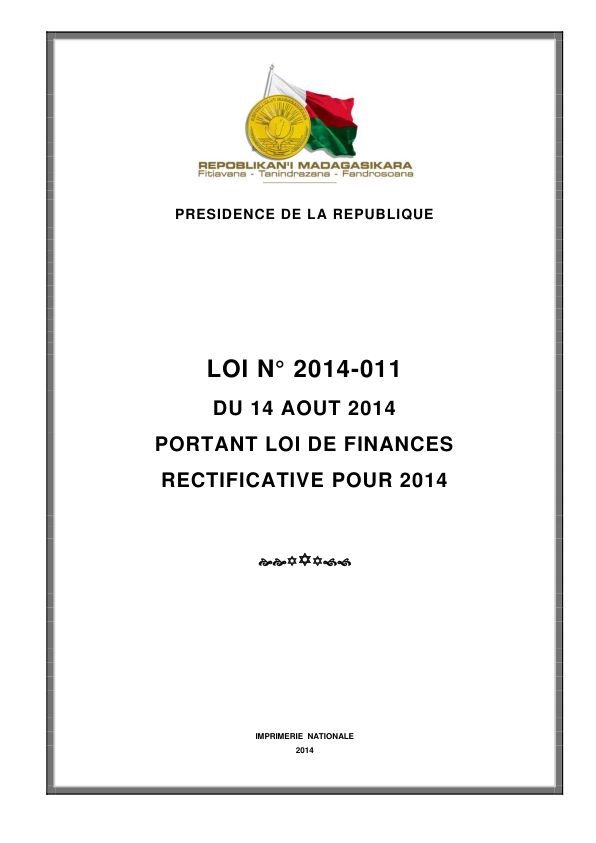 REPOBLIKAN'I MADAGASIKARA
Fitiavana - Tanindrazana - Fandrosoana
PRESIDENCE DE LA REPUBLIQUE
LOI N° 2014-011
DU 14 AOUT 2014
PORTANT LOI DE FINANCES
RECTIFICATIVE POUR 2014
IMPRIMERIE NATIONALE
2014